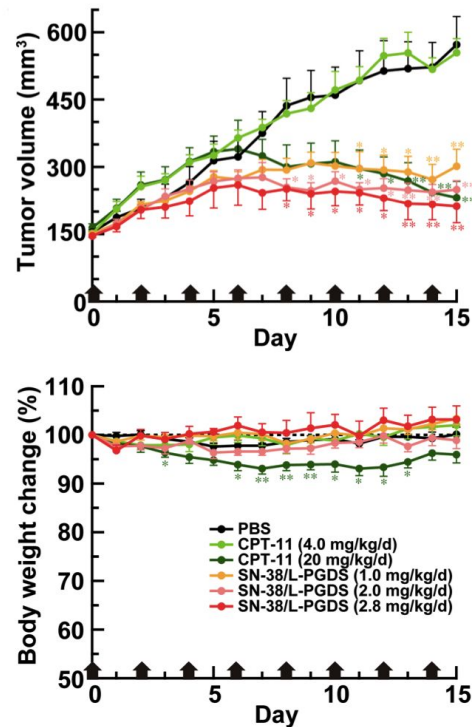 600
450
300
150
0
Tumor volume (mm³)
0 5 10 15
Day
110
100
90
80
70
60
50
Body weight change (%)
PBS
CPT-11 (4.0 mg/kg/d)
CPT-11 (20 mg/kg/d)
SN-38/L-PGDS (1.0 mg/kg/d)
SN-38/L-PGDS (2.0 mg/kg/d)
SN-38/L-PGDS (2.8 mg/kg/d)
0 5 10 15
Day